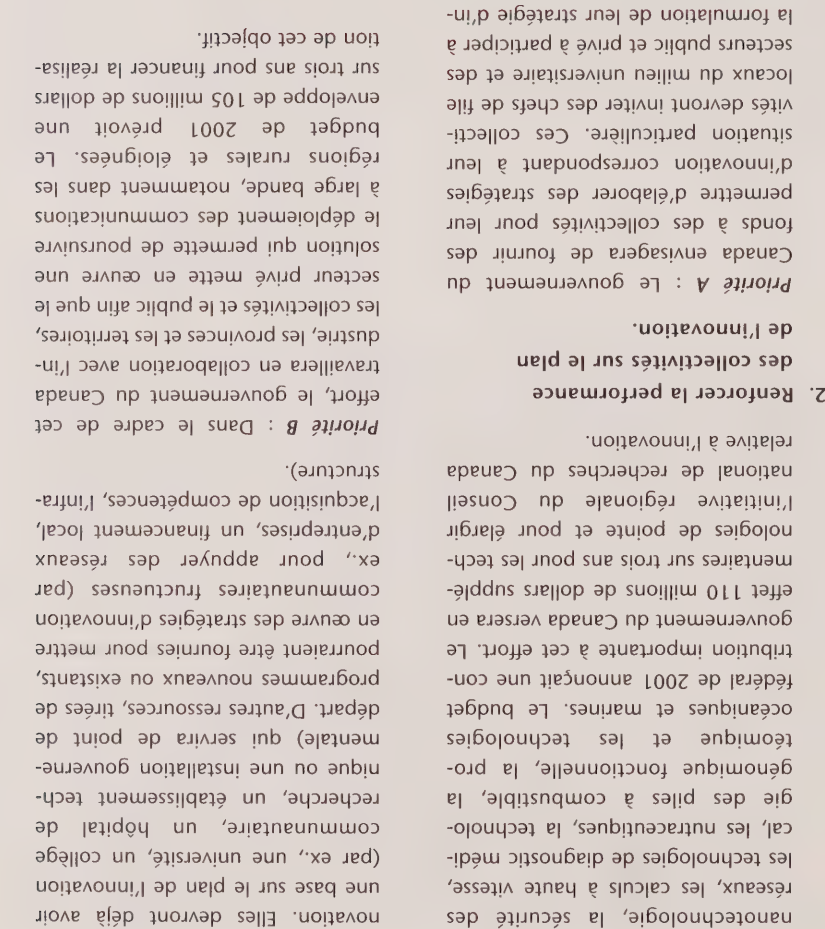 nanotechnologie, la sécurité des
réseaux, les calculs à haute vitesse,
les technologies de diagnostic médi-
cal, les nutraceutiques, la technolo-
gie des piles à combustible, la
génomique fonctionnelle, la pro-
téomique et les technologies
océaniques et marines. Le budget
fédéral de 2001 annonçait une con-
tribution importante à cet effort. Le
gouvernement du Canada versera en
effet 110 millions de dollars supplé-
mentaires sur trois ans pour les tech-
nologies de pointe et pour élargir
l'initiative régionale du Conseil
national de recherches du Canada
relative à l'innovation.
2. Renforcer la performance
des collectivités sur le plan
de l'innovation.
Priorité A : Le gouvernement du
Canada envisagera de fournir des
fonds à des collectivités pour leur
permettre d'élaborer des stratégies
d'innovation correspondant à leur
situation particulière. Ces collecti-
vités devront inviter des chefs de file
locaux du milieu universitaire et des
secteurs public et privé à participer à
la formulation de leur stratégie d'in-
novation. Elles devront déjà avoir
une base sur le plan de l'innovation
(par ex., une université, un collège
communautaire, un hôpital de
recherche, un établissement tech-
nique ou une installation gouverne-
mentale) qui servira de point de
départ. D'autres ressources, tirées de
programmes nouveaux ou existants,
pourraient être fournies pour mettre
en œuvre des stratégies d'innovation
communautaires fructueuses (par
ex., pour appuyer des réseaux
d'entreprises, un financement local,
l'acquisition de compétences, l'infra-
structure).
Priorité B : Dans le cadre de cet
effort, le gouvernement du Canada
travaillera en collaboration avec l'in-
dustrie, les provinces et les territoires,
les collectivités et le public afin que le
secteur privé mette en œuvre une
solution qui permette de poursuivre
le déploiement des communications
à large bande, notamment dans les
régions rurales et éloignées. Le
budget de 2001 prévoit une
enveloppe de 105 millions de dollars
sur trois ans pour financer la réalisa-
tion de cet objectif.